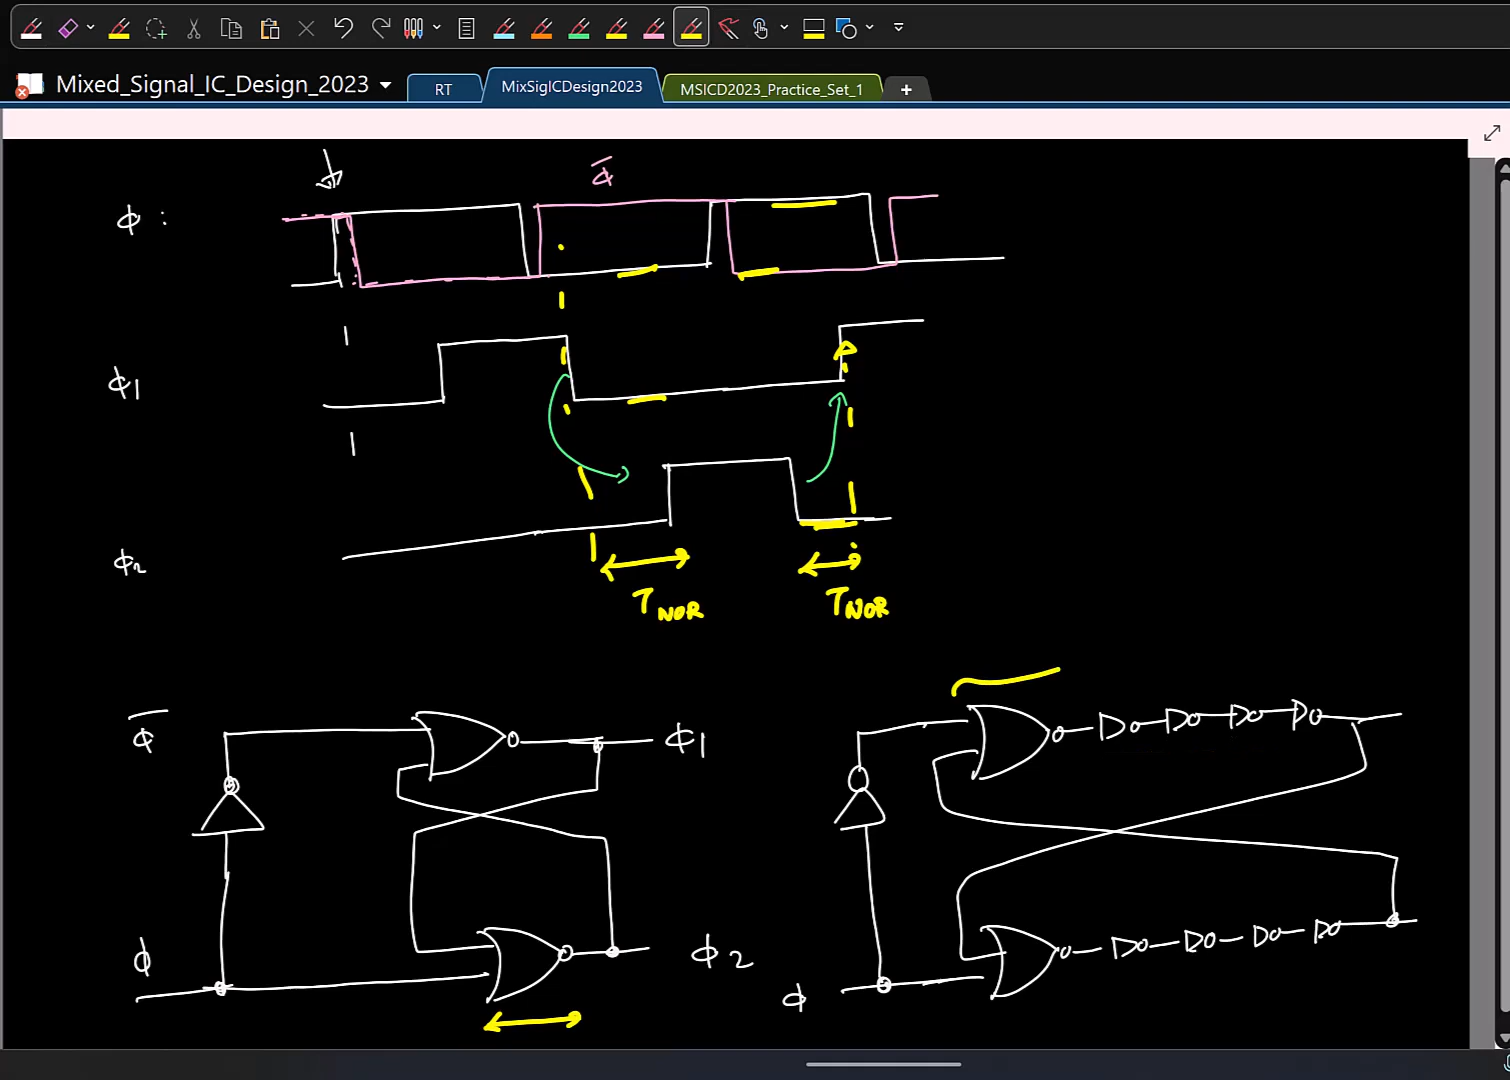 Mixed_Signal_IC_Design_2023
RT
MixSigICDesign2023
MSICD2023_Practice_Set_1
ϕ̅
ϕ :
ϕ1
ϕ2
TNOR
TNOR
ϕ̅
ϕ1
ϕ
ϕ2
ϕ